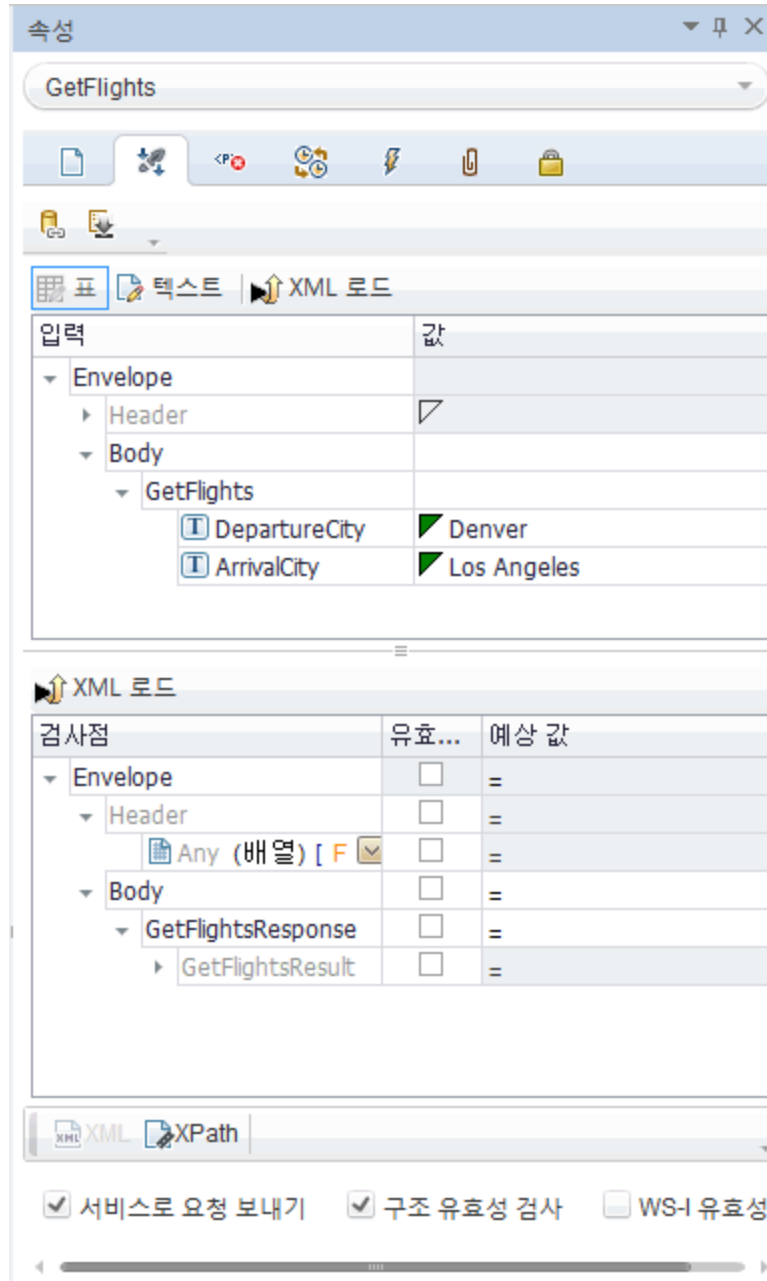 속성
GetFlights
표 텍스트 XML 로드
입력 값
Envelope
Header
Body
GetFlights
DepartureCity Denver
ArrivalCity Los Angeles
XML 로드
검사점 유효... 예상 값
Envelope =
Header =
Any (배열) [ F =
Body =
GetFlightsResponse =
GetFlightsResult =
XML XPath
서비스로 요청 보내기 구조 유효성 검사 WS-I 유효성